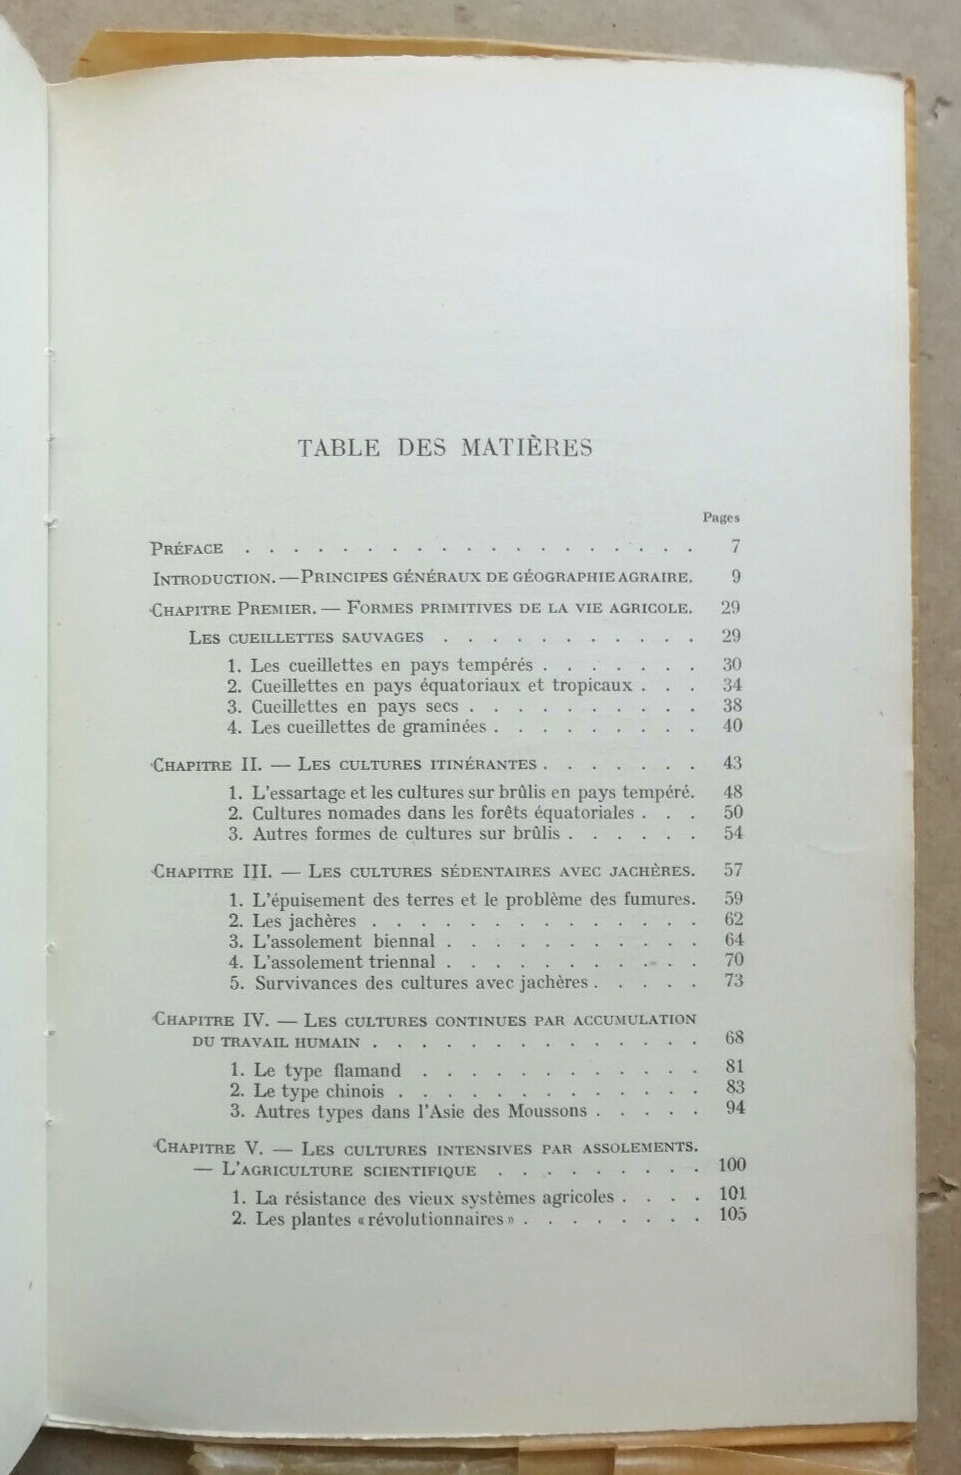 TABLE DES MATIÈRES
Pages
PRÉFACE . . . . . . . . . . . . . . . . . . . 7
INTRODUCTION. — PRINCIPES GÉNÉRAUX DE GÉOGRAPHIE AGRAIRE. 9
CHAPITRE PREMIER. — FORMES PRIMITIVES DE LA VIE AGRICOLE. 29
LES CUEILLETTES SAUVAGES . . . . . . . . . . . 29
1. Les cueillettes en pays tempérés . . . . . . . 30
2. Cueillettes en pays équatoriaux et tropicaux . . . 34
3. Cueillettes en pays secs . . . . . . . . . . 38
4. Les cueillettes de graminées . . . . . . . . . 40
CHAPITRE II. — LES CULTURES ITINÉRANTES . . . . . . . 43
1. L'essartage et les cultures sur brûlis en pays tempéré. 48
2. Cultures nomades dans les forêts équatoriales . . . 50
3. Autres formes de cultures sur brûlis . . . . . . 54
CHAPITRE III. — LES CULTURES SÉDENTAIRES AVEC JACHÈRES. 57
1. L'épuisement des terres et le problème des fumures. 59
2. Les jachères . . . . . . . . . . . . . . 62
3. L'assolement biennal . . . . . . . . . . . 64
4. L'assolement triennal . . . . . . . . . . . 70
5. Survivances des cultures avec jachères . . . . . 73
CHAPITRE IV. — LES CULTURES CONTINUES PAR ACCUMULATION
DU TRAVAIL HUMAIN . . . . . . . . . . . . . . 68
1. Le type flamand . . . . . . . . . . . . 81
2. Le type chinois . . . . . . . . . . . . . 83
3. Autres types dans l'Asie des Moussons . . . . . 94
CHAPITRE V. — LES CULTURES INTENSIVES PAR ASSOLEMENTS.
— L'AGRICULTURE SCIENTIFIQUE . . . . . . . . . 100
1. La résistance des vieux systèmes agricoles . . . . 101
2. Les plantes «révolutionnaires» . . . . . . . . 105